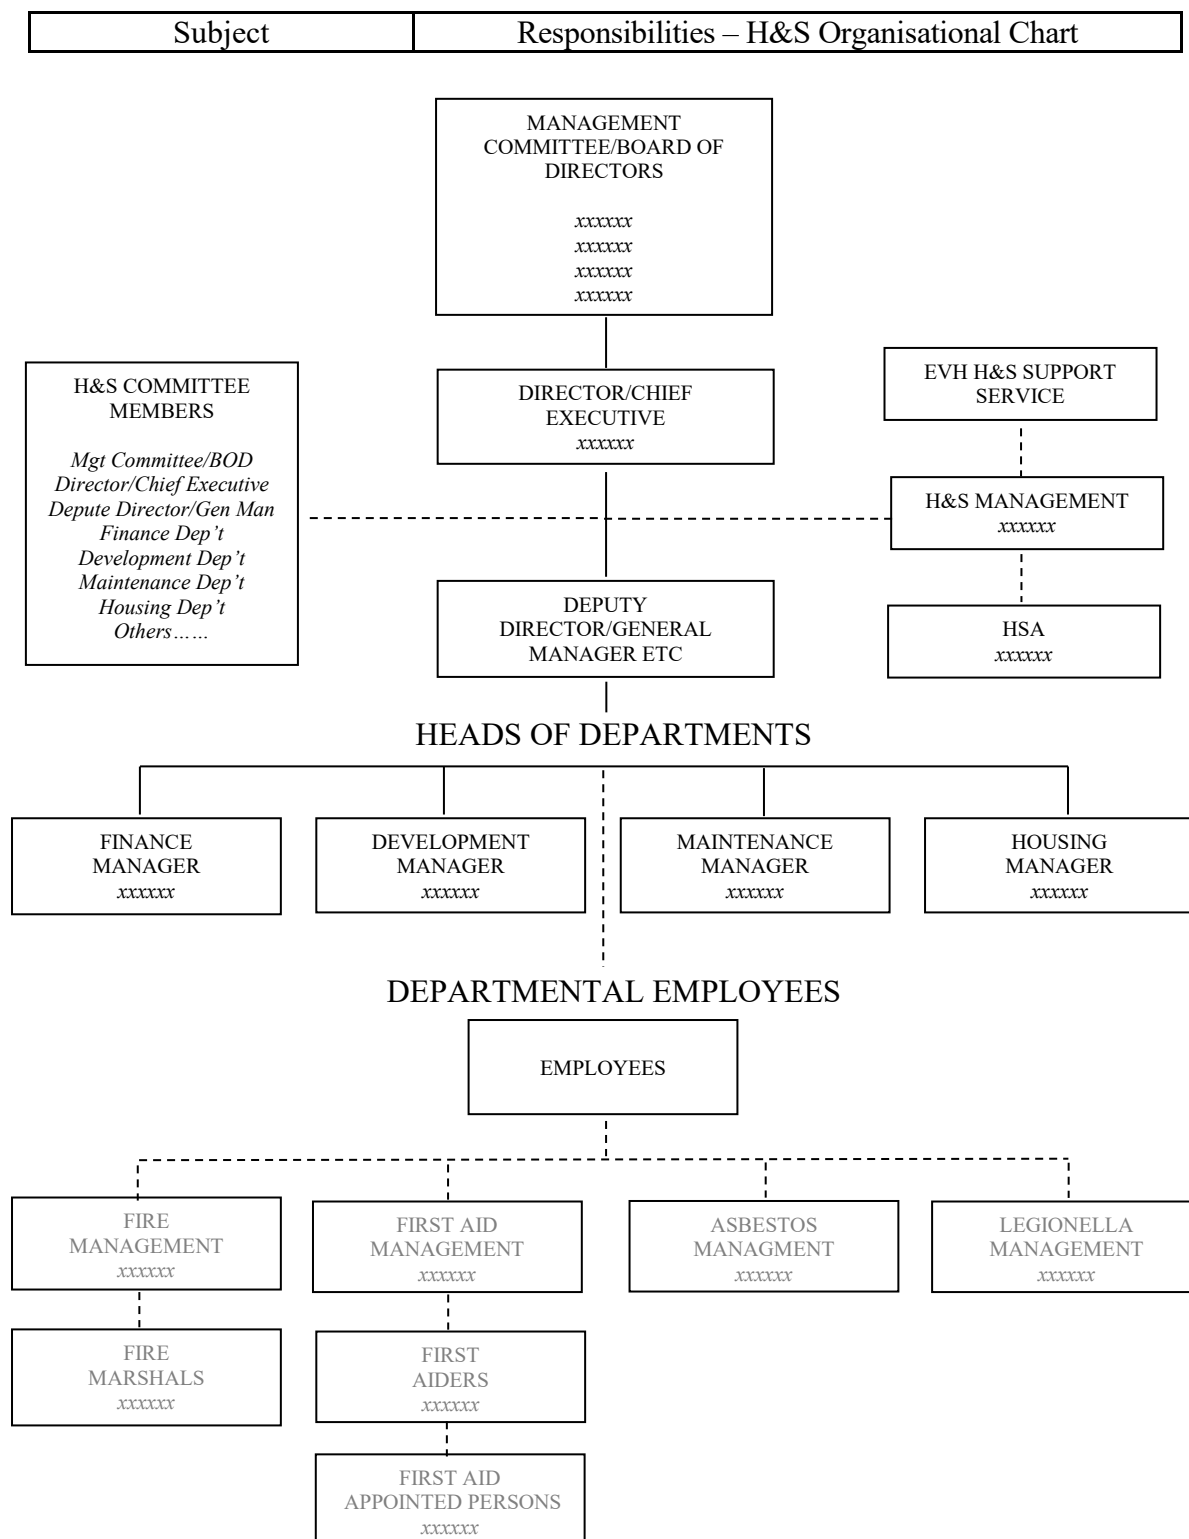 Subject
Responsibilities – H&S Organisational Chart
MANAGEMENT
COMMITTEE/BOARD OF
DIRECTORS
xxxxxx
xxxxxx
xxxxxx
xxxxxx
H&S COMMITTEE
MEMBERS
Mgt Committee/BOD
Director/Chief Executive
Depute Director/Gen Man
Finance Dep’t
Development Dep’t
Maintenance Dep’t
Housing Dep’t
Others……
DIRECTOR/CHIEF
EXECUTIVE
xxxxxx
EVH H&S SUPPORT
SERVICE
H&S MANAGEMENT
xxxxxx
DEPUTY
DIRECTOR/GENERAL
MANAGER ETC
HSA
xxxxxx
HEADS OF DEPARTMENTS
FINANCE
MANAGER
xxxxxx
DEVELOPMENT
MANAGER
xxxxxx
MAINTENANCE
MANAGER
xxxxxx
HOUSING
MANAGER
xxxxxx
DEPARTMENTAL EMPLOYEES
EMPLOYEES
FIRE
MANAGEMENT
xxxxxx
FIRST AID
MANAGEMENT
xxxxxx
ASBESTOS
MANAGMENT
xxxxxx
LEGIONELLA
MANAGEMENT
xxxxxx
FIRE
MARSHALS
xxxxxx
FIRST
AIDERS
xxxxxx
FIRST AID
APPOINTED PERSONS
xxxxxx